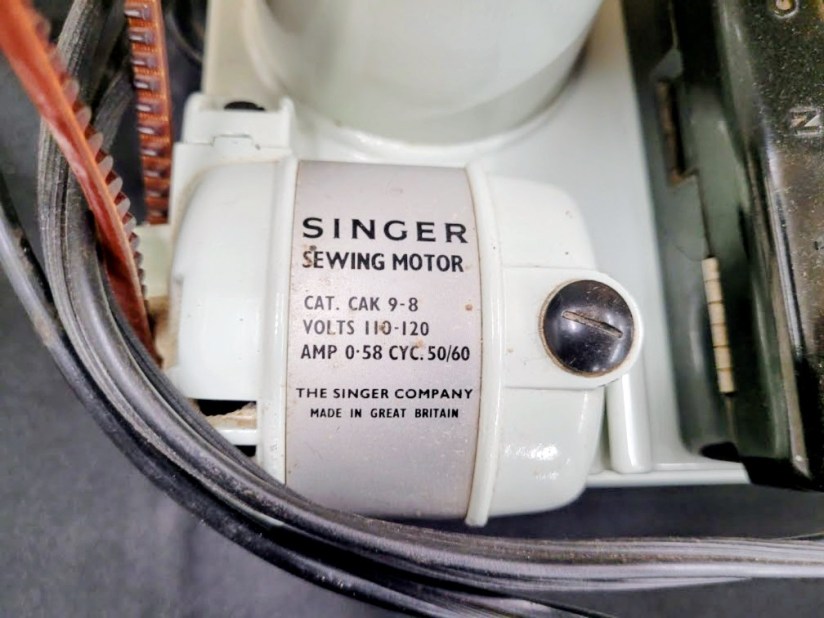 SINGER
SEWING MOTOR
CAT. CAK 9-8
VOLTS 110-120
AMP 0·58 CYC. 50/60
THE SINGER COMPANY
MADE IN GREAT BRITAIN